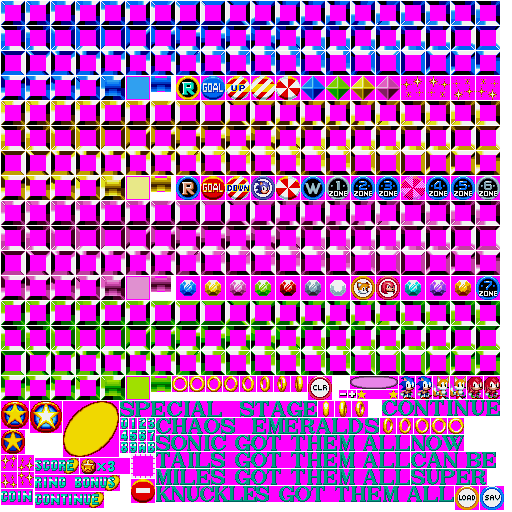 R GOAL UP
R GOAL DOWN W 1 ZONE 2 ZONE 3 ZONE 4 ZONE 5 ZONE 6 ZONE
7 ZONE
CLR
SPECIAL STAGE CONTINUE
CHAOS EMERALDS
SONIC GOT THEM ALL NOW
TAILS GOT THEM ALL CAN BE
MILES GOT THEM ALL SUPER
KNUCKLES GOT THEM ALL
SCORE ×3
RING BONUS
COIN CONTINUE
LOAD SAV